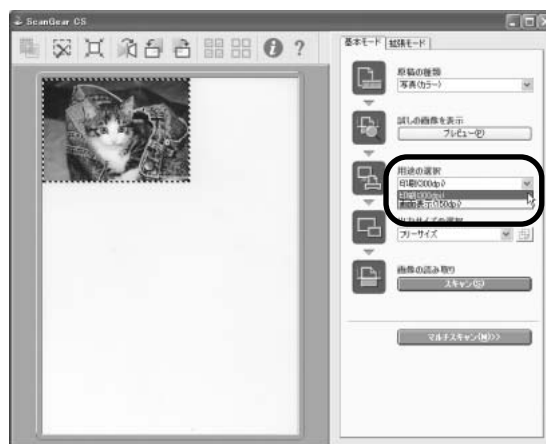 ScanGear CS
基本モード
拡張モード
原稿の種類
写真(カラー)
試しの画像を表示
プレビュー(P)
用途の選択
印刷(300dpi)
印刷(300dpi)
画面表示(150dpi)
出力サイズの選択
フリーサイズ
画像の読み取り
スキャン(S)
マルチスキャン(M)>>